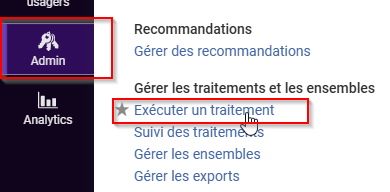 usagers
Admin
Analytics
Recommandations
Gérer des recommandations
Gérer les traitements et les ensembles
Exécuter un traitement
Suivi des traitements
Gérer les ensembles
Gérer les exports